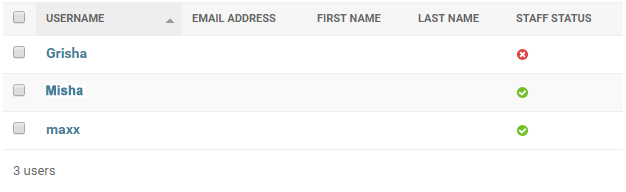 USERNAME EMAIL ADDRESS FIRST NAME LAST NAME STAFF STATUS
Grisha
Misha
maxx
3 users